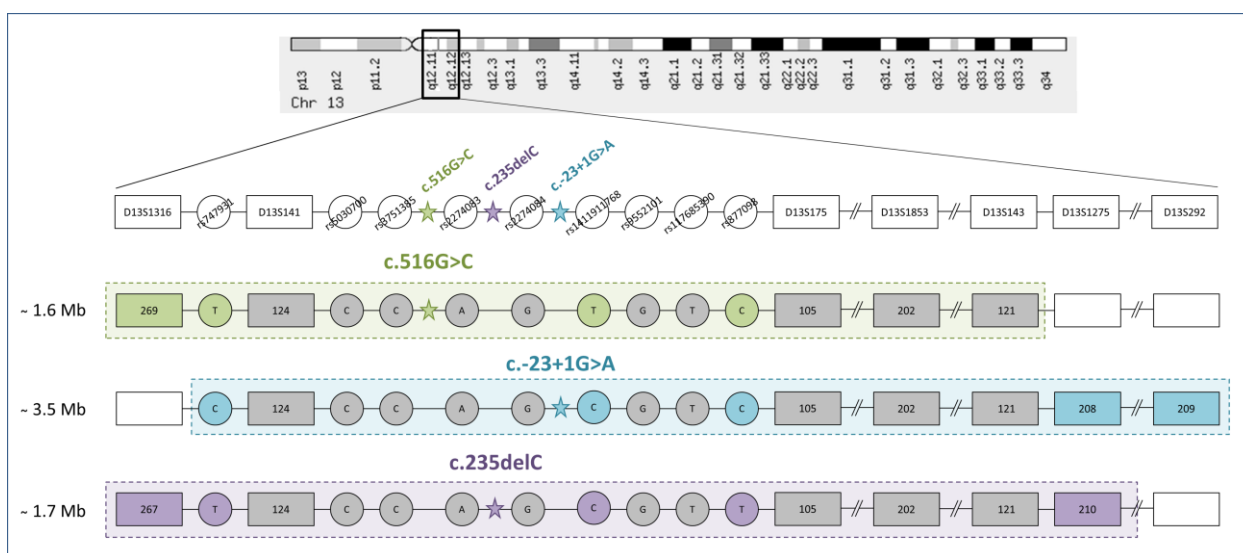 p13 p12 p11.2 q12.11 q12.12 q12.13 q12.3 q13.1 q13.3 q14.11 q14.2 q14.3 q21.1 q21.2 q21.31 q21.32 q21.33 q22.1 q22.2 q22.3 q31.1 q31.2 q31.3 q32.1 q32.3 q33.1 q33.2 q33.3 q34
Chr 13
c.516G>C c.235delC c.-23+1G>A
D13S1316 rs747931 D13S141 rs5030700 rs3751385 rs2274083 rs2274084 rs1411911768 rs9552101 rs117685390 rs877098 D13S175 D13S1853 D13S143 D13S1275 D13S292
c.516G>C
~ 1.6 Mb 269 T 124 C C A G T G T C 105 202 121
c.-23+1G>A
~ 3.5 Mb C 124 C C A G C G T C 105 202 121 208 209
c.235delC
~ 1.7 Mb 267 T 124 C C A G C G T T 105 202 121 210